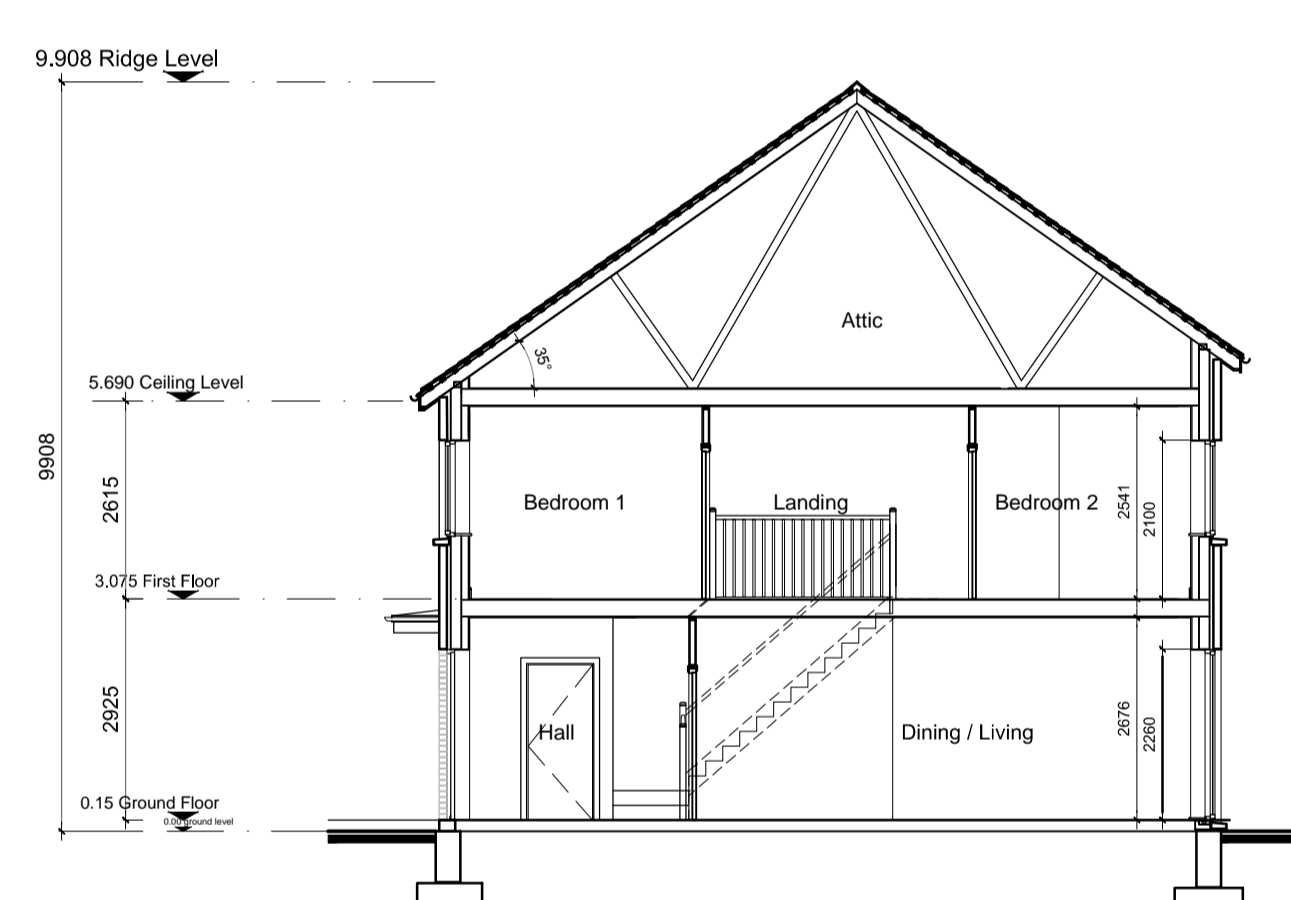 9.908 Ridge Level
Attic
35°
5.690 Ceiling Level
9908
2615
Bedroom 1
Landing
Bedroom 2
2541
2100
3.075 First Floor
2925
Hall
Dining / Living
2676
2260
0.15 Ground Floor
0.00 ground level